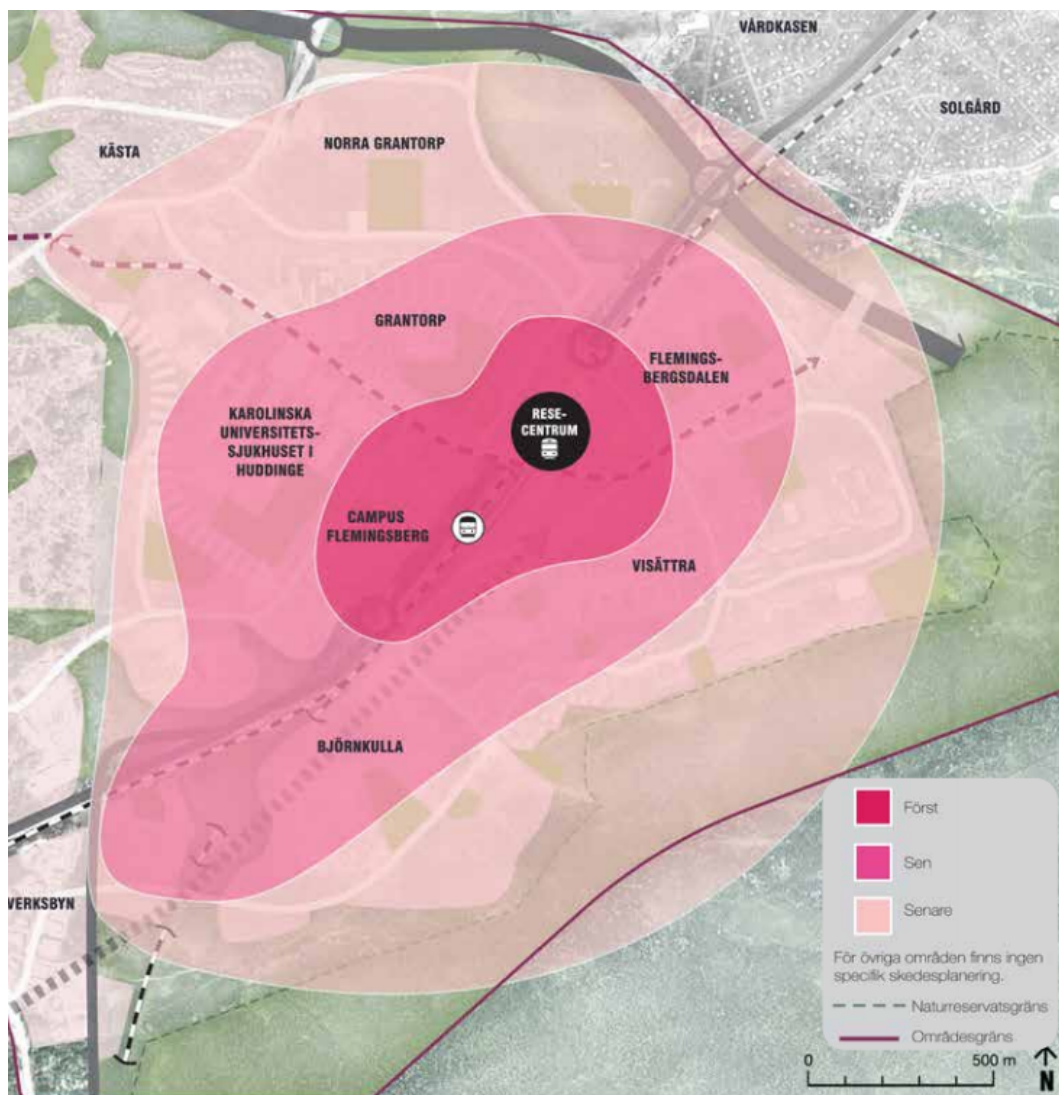 VÅRDKASEN
SOLGÅRD
KÄSTA
NORRA GRANTORP
GRANTORP
FLEMINGS-
BERGSDALEN
KAROLINSKA
UNIVERSITETS-
SJUKHUSET I
HUDDINGE
RESE-
CENTRUM
CAMPUS
FLEMINGSBERG
VISÄTTRA
BJÖRNKULLA
VERKSBYN
Först
Sen
Senare
För övriga områden finns ingen
specifik skedesplanering.
Naturreservatsgräns
Områdesgräns
0 500 m
N